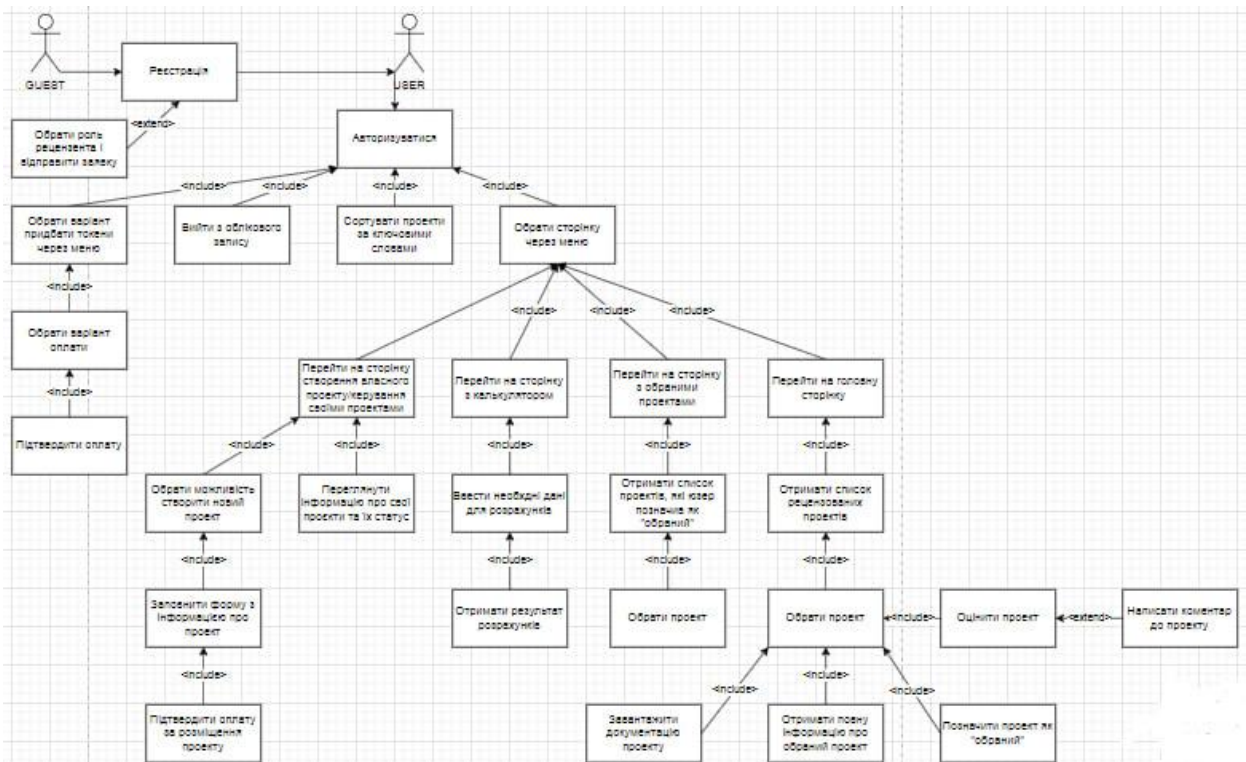 GUEST
Реєстрація
USER
<extend>
Обрати роль
рецензента і
відправити заявку
Авторизуватися
<include>
<include>
<include>
<include>
Обрати варіант
придбати токени
через меню
Вийти з облікового
запису
Сортувати проекти
за ключовими
словами
Обрати сторінку
через меню
<include>
<include>
<include>
<include>
Обрати варіант
оплати
<include>
Перейти на сторінку
створення власного
проекту/керування
своїми проектами
Перейти на сторінку
з калькулятором
Перейти на сторінку
з обраними
проектами
Перейти на головну
сторінку
Підтвердити оплату
<include>
<include>
<include>
<include>
<include>
Обрати можливість
створити новий
проект
Переглянути
інформацію про свої
проєкти та їх статус
Ввести необхдні дані
для розрахунків
Отримати список
проектів, які юзер
позначив як
"обраний"
Отримати список
рецензованих
проектів
<include>
<include>
<include>
<include>
Заповнити форму з
інформацією про
проект
Отримати результат
розрахунків
Обрати проект
Обрати проект
<include>
Оцінити проект
<extend>
Написати коментар
до проекту
<include>
<include>
<include>
<include>
Підтвердити оплату
за розміщення
проекту
Завантажити
документацію
проекту
Отримати повну
інформацію про
обраний проект
Позначити проект як
"обраний"